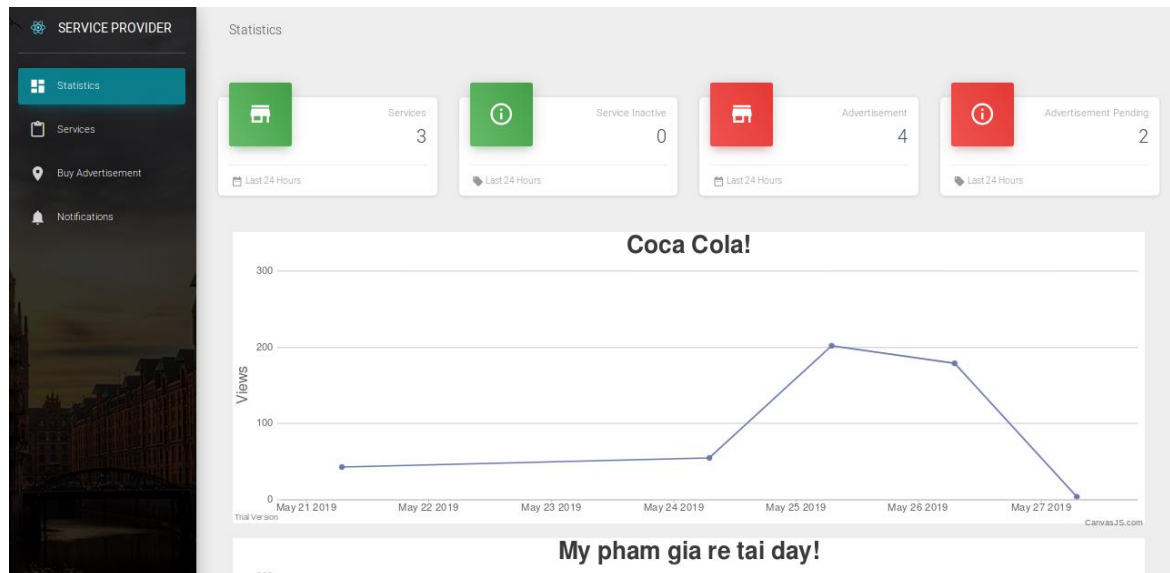 SERVICE PROVIDER
Statistics
Services
Buy Advertisement
Notifications
Statistics
Services
3
Last 24 Hours
Service Inactive
0
Last 24 Hours
Advertisement
4
Last 24 Hours
Advertisement Pending
2
Last 24 Hours
Coca Cola!
300
200
100
0
Views
May 21 2019 May 22 2019 May 23 2019 May 24 2019 May 25 2019 May 26 2019 May 27 2019
Trial Version
CanvasJS.com
My pham gia re tai day!